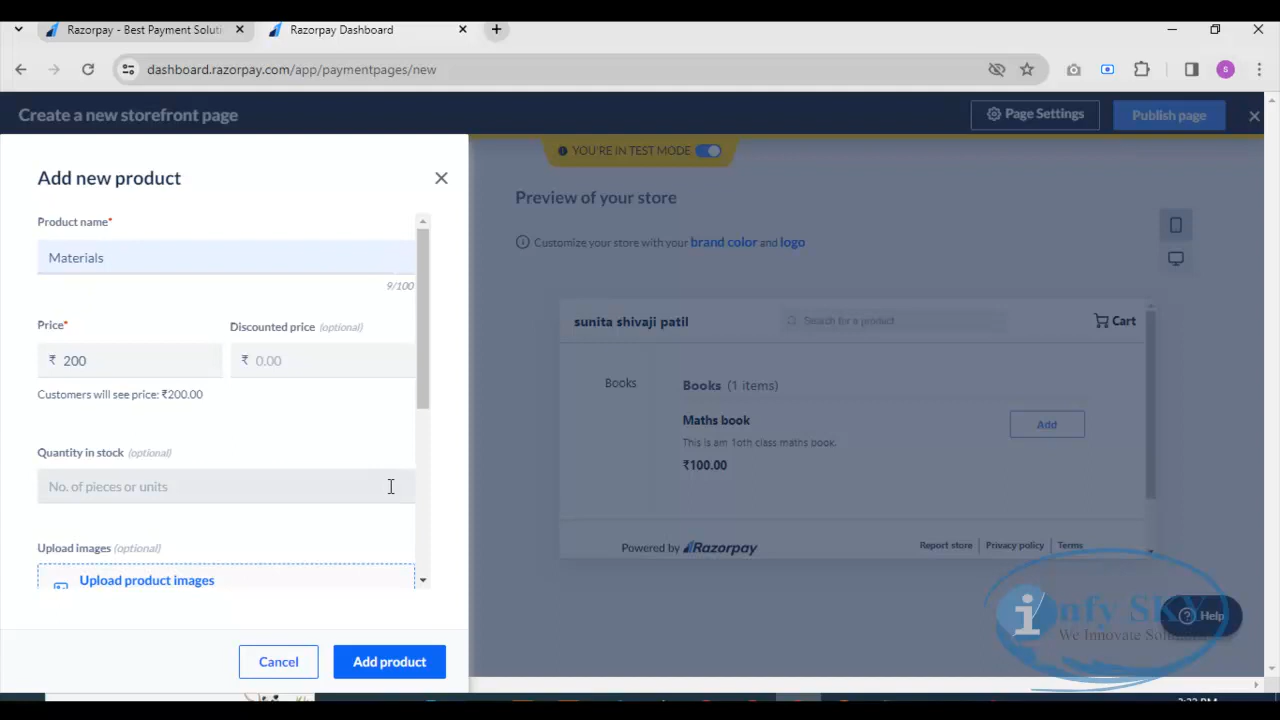 Razorpay - Best Payment Soluti
Razorpay Dashboard
dashboard.razorpay.com/app/paymentpages/new
S
Create a new storefront page
Page Settings
Publish page
YOU'RE IN TEST MODE
Add new product
Product name*
Materials
9/100
Price*
Discounted price (optional)
₹ 200
₹ 0.00
Customers will see price: ₹200.00
Quantity in stock (optional)
No. of pieces or units
Upload images (optional)
Upload product images
Cancel
Add product
Preview of your store
Customize your store with your brand color and logo
sunita shivaji patil
Search for a product
Cart
Books
Books (1 items)
Maths book
Add
This is am 1oth class maths book.
₹100.00
Powered by Razorpay
Report store
Privacy policy
Terms
infy SKY
Help
We Innovate